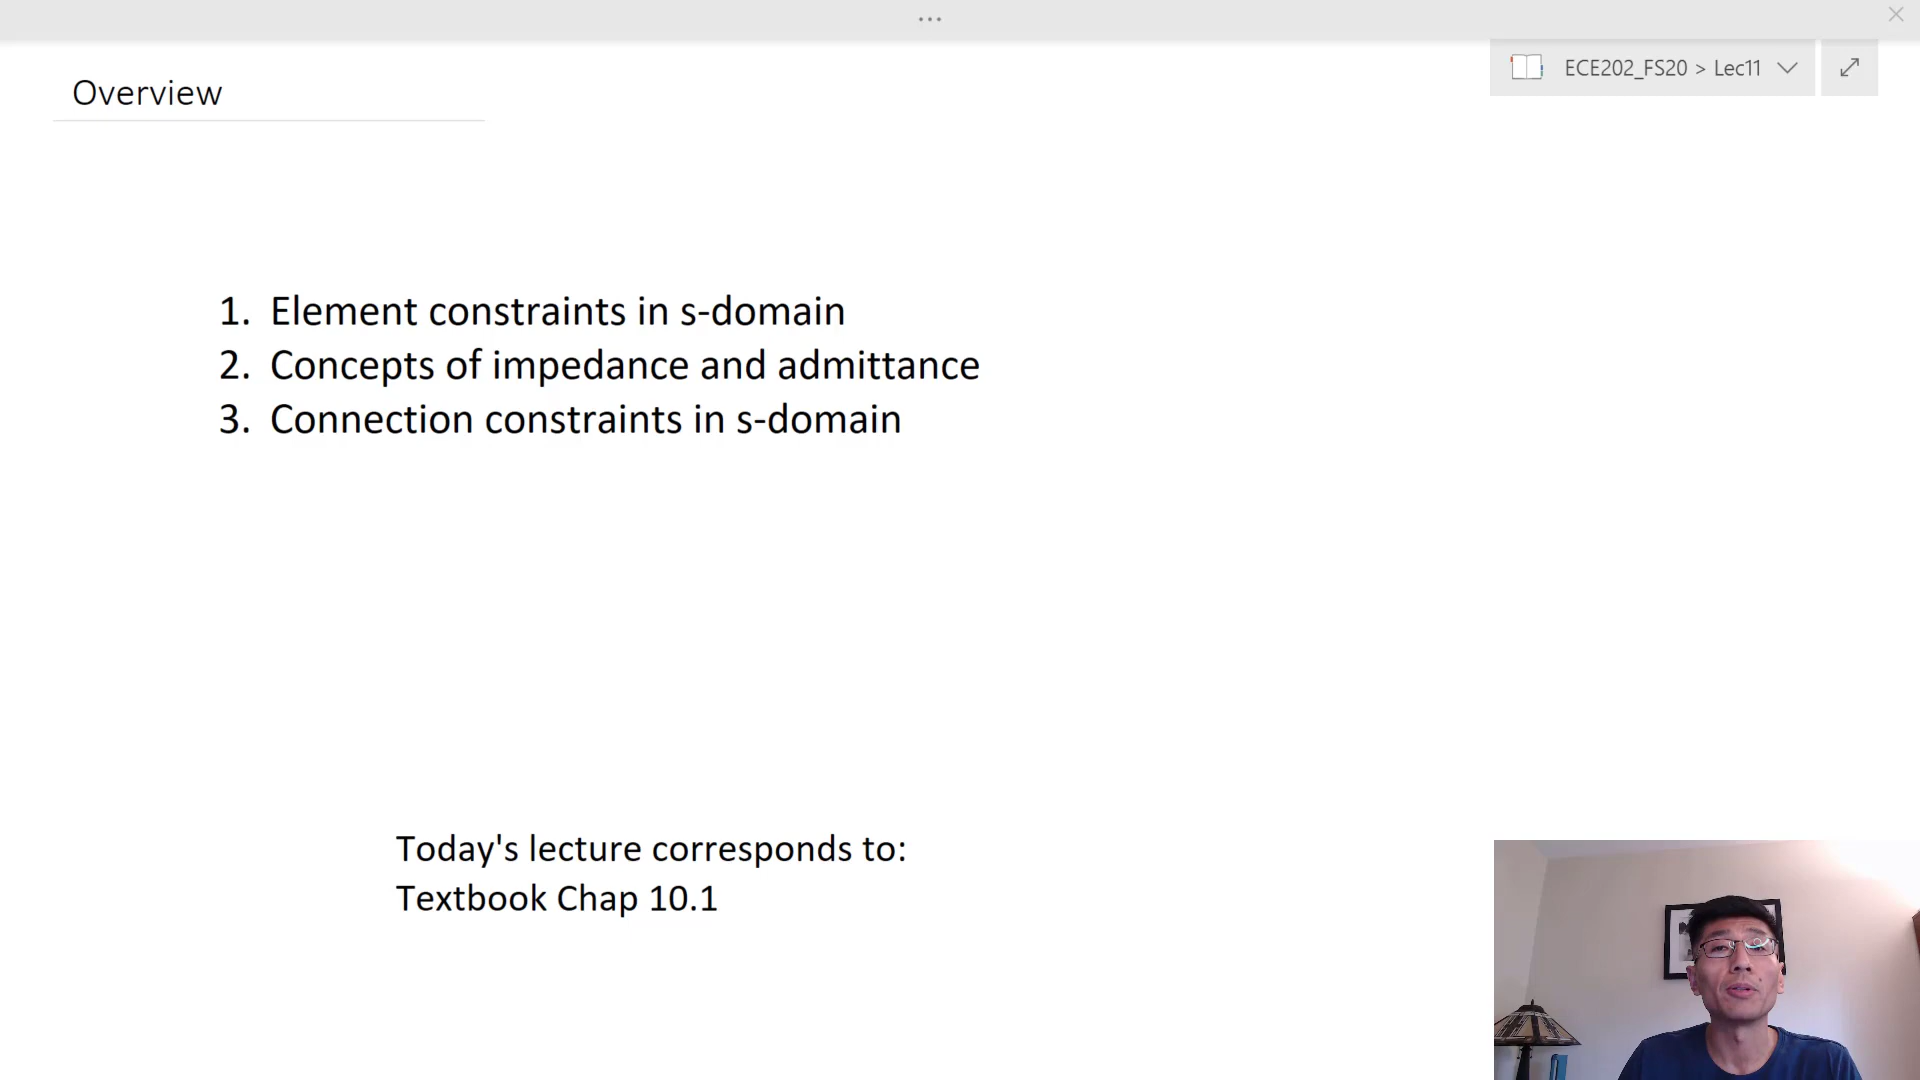 ECE202_FS20 > Lec11
Overview
1. Element constraints in s-domain
2. Concepts of impedance and admittance
3. Connection constraints in s-domain
Today's lecture corresponds to:
Textbook Chap 10.1